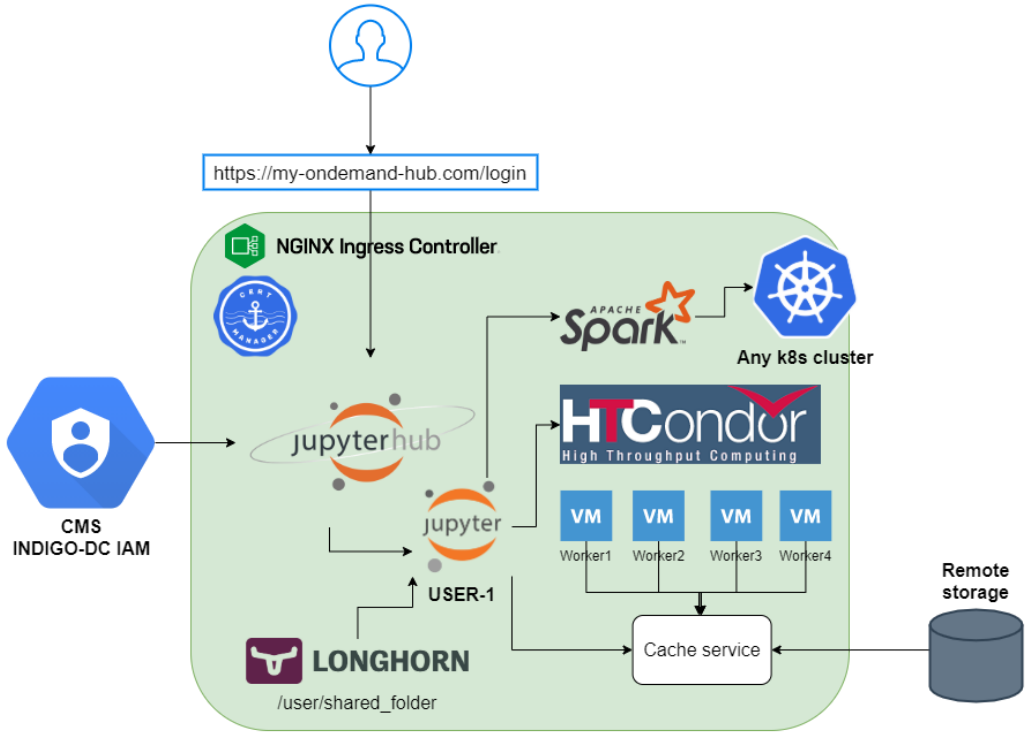 https://my-ondemand-hub.com/login
NGINX Ingress Controller
CERT
MANAGER
APACHE
Spark™
Any k8s cluster
jupyterhub
HTCondor
High Throughput Computing
CMS
INDIGO-DC IAM
jupyter
USER-1
VM
VM
VM
VM
Worker1
Worker2
Worker3
Worker4
Remote
storage
Cache service
LONGHORN
/user/shared_folder